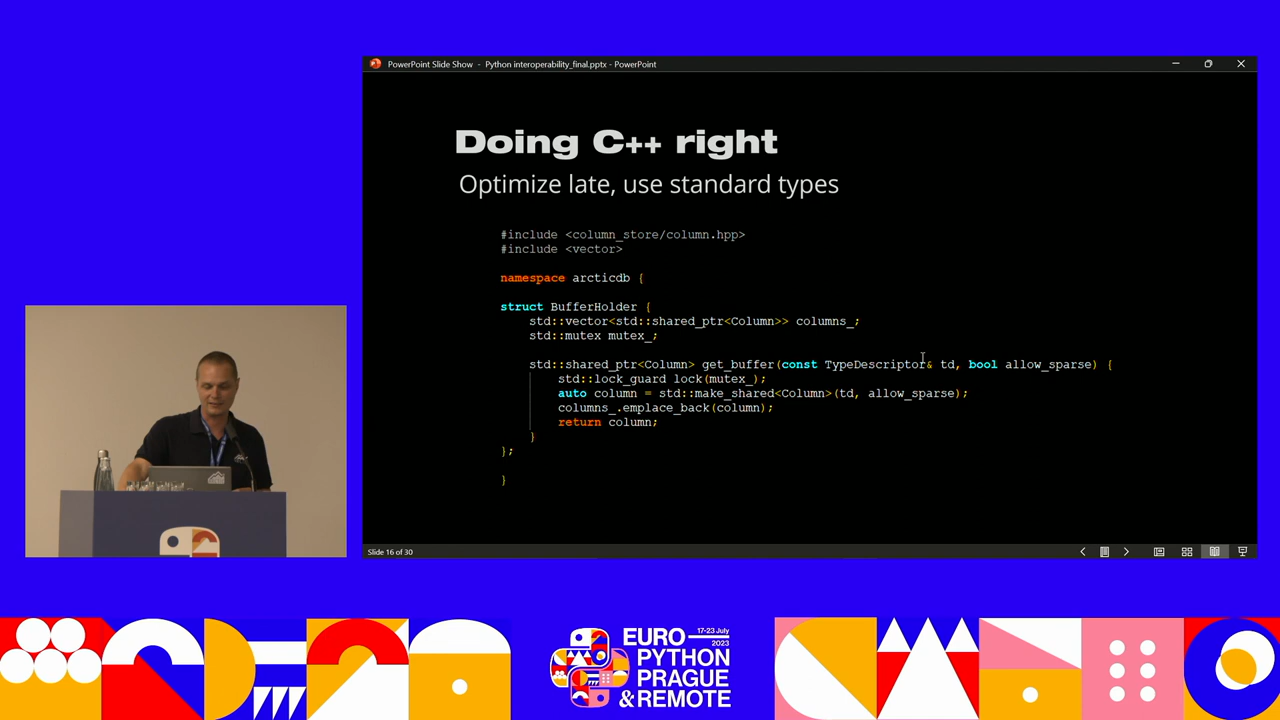 PowerPoint Slide Show - Python interoperability_final.pptx - PowerPoint
Doing C++ right
Optimize late, use standard types
#include <column_store/column.hpp>
#include <vector>
namespace arcticdb {
struct BufferHolder {
std::vector<std::shared_ptr<Column>> columns_;
std::mutex mutex_;
std::shared_ptr<Column> get_buffer(const TypeDescriptor& td, bool allow_sparse) {
std::lock_guard lock(mutex_);
auto column = std::make_shared<Column>(td, allow_sparse);
columns_.emplace_back(column);
return column;
}
};
}
Slide 16 of 30
EURO
17-23 July
2023
PYTHON
PRAGUE
& REMOTE